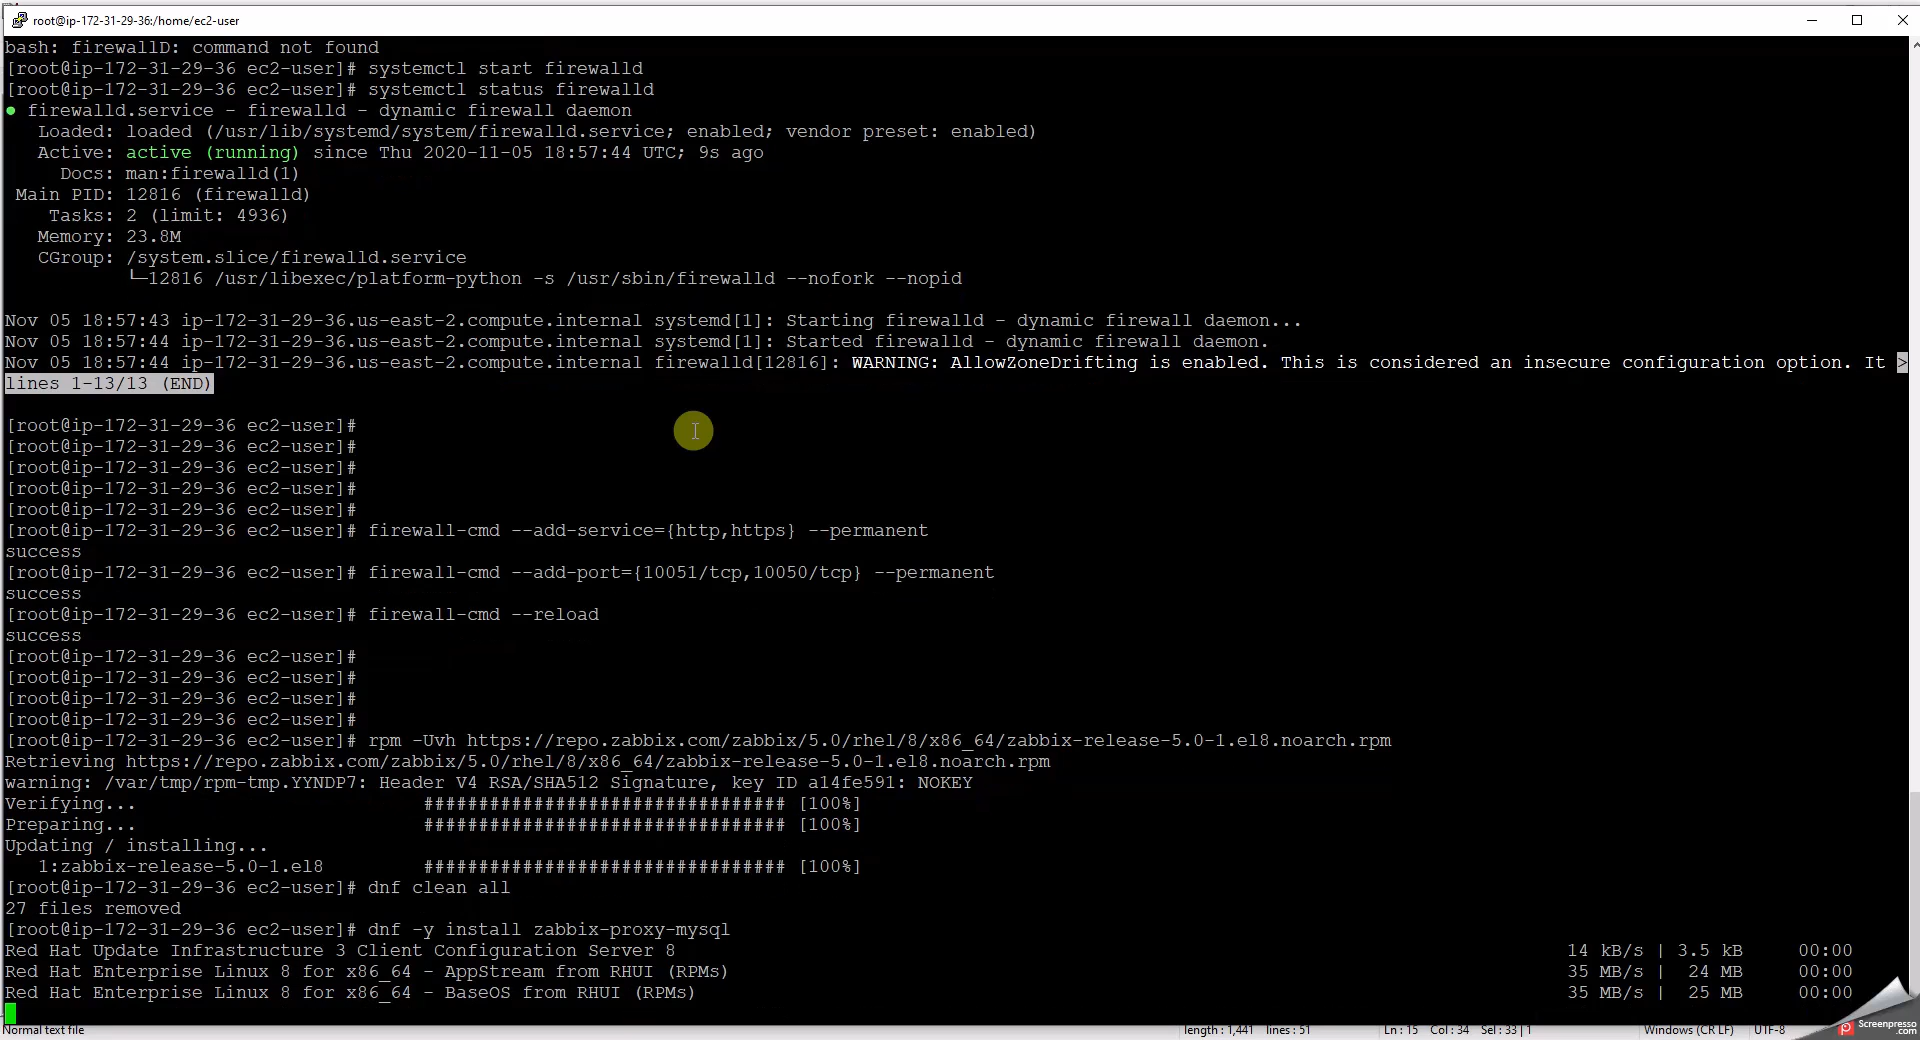 root@ip-172-31-29-36:/home/ec2-user
bash: firewallD: command not found
[root@ip-172-31-29-36 ec2-user]# systemctl start firewalld
[root@ip-172-31-29-36 ec2-user]# systemctl status firewalld
● firewalld.service - firewalld - dynamic firewall daemon
Loaded: loaded (/usr/lib/systemd/system/firewalld.service; enabled; vendor preset: enabled)
Active: active (running) since Thu 2020-11-05 18:57:44 UTC; 9s ago
Docs: man:firewalld(1)
Main PID: 12816 (firewalld)
Tasks: 2 (limit: 4936)
Memory: 23.8M
CGroup: /system.slice/firewalld.service
└─12816 /usr/libexec/platform-python -s /usr/sbin/firewalld --nofork --nopid
Nov 05 18:57:43 ip-172-31-29-36.us-east-2.compute.internal systemd[1]: Starting firewalld - dynamic firewall daemon...
Nov 05 18:57:44 ip-172-31-29-36.us-east-2.compute.internal systemd[1]: Started firewalld - dynamic firewall daemon.
Nov 05 18:57:44 ip-172-31-29-36.us-east-2.compute.internal firewalld[12816]: WARNING: AllowZoneDrifting is enabled. This is considered an insecure configuration option. It >
lines 1-13/13 (END)
[root@ip-172-31-29-36 ec2-user]#
[root@ip-172-31-29-36 ec2-user]#
[root@ip-172-31-29-36 ec2-user]#
[root@ip-172-31-29-36 ec2-user]#
[root@ip-172-31-29-36 ec2-user]#
[root@ip-172-31-29-36 ec2-user]# firewall-cmd --add-service={http,https} --permanent
success
[root@ip-172-31-29-36 ec2-user]# firewall-cmd --add-port={10051/tcp,10050/tcp} --permanent
success
[root@ip-172-31-29-36 ec2-user]# firewall-cmd --reload
success
[root@ip-172-31-29-36 ec2-user]#
[root@ip-172-31-29-36 ec2-user]#
[root@ip-172-31-29-36 ec2-user]#
[root@ip-172-31-29-36 ec2-user]#
[root@ip-172-31-29-36 ec2-user]# rpm -Uvh https://repo.zabbix.com/zabbix/5.0/rhel/8/x86_64/zabbix-release-5.0-1.el8.noarch.rpm
Retrieving https://repo.zabbix.com/zabbix/5.0/rhel/8/x86_64/zabbix-release-5.0-1.el8.noarch.rpm
warning: /var/tmp/rpm-tmp.YYNDP7: Header V4 RSA/SHA512 Signature, key ID a14fe591: NOKEY
Verifying... ################################# [100%]
Preparing... ################################# [100%]
Updating / installing...
1:zabbix-release-5.0-1.el8 ################################# [100%]
[root@ip-172-31-29-36 ec2-user]# dnf clean all
27 files removed
[root@ip-172-31-29-36 ec2-user]# dnf -y install zabbix-proxy-mysql
Red Hat Update Infrastructure 3 Client Configuration Server 8 14 kB/s | 3.5 kB 00:00
Red Hat Enterprise Linux 8 for x86_64 - AppStream from RHUI (RPMs) 35 MB/s | 24 MB 00:00
Red Hat Enterprise Linux 8 for x86_64 - BaseOS from RHUI (RPMs) 35 MB/s | 25 MB 00:00
Normal text file length : 1,441 lines : 51 Ln : 15 Col : 34 Sel : 33 | 1 Windows (CR LF) UTF-8
Screenpresso
.com